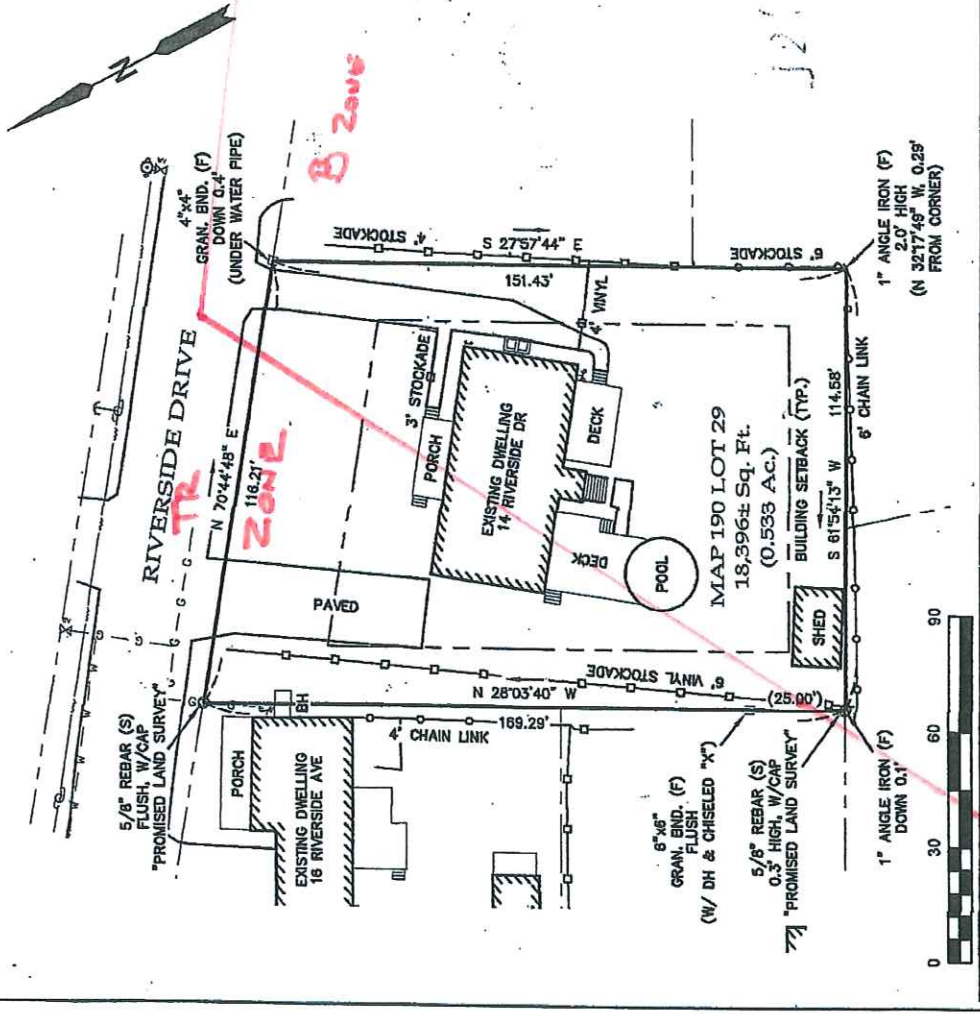 N
RIVERSIDE DRIVE
4"x4"
GRAN. BND. (F)
DOWN 0.4'
(UNDER WATER PIPE)
B ZONE
TR
ZONE
5/8" REBAR (S)
FLUSH, W/CAP
"PROMISED LAND SURVEY"
N 70°44'48" E
116.21'
4' STOCKADE
S 27°57'44" E
151.43'
4' VINYL
6' STOCKADE
3' STOCKADE
PORCH
EXISTING DWELLING
14 RIVERSIDE DR
DECK
DECK
POOL
PAVED
PORCH
BH
EXISTING DWELLING
16 RIVERSIDE AVE
4' CHAIN LINK
169.29'
N 28°03'40" W
6' VINYL STOCKADE
(25.00')
MAP 190 LOT 29
18,396± Sq. Ft.
(0.533 Ac.)
BUILDING SETBACK (TYP.)
SHED
S 61°54'13" W
114.58'
6' CHAIN LINK
1" ANGLE IRON (F)
2.0' HIGH
(N 32°17'49" W, 0.29'
FROM CORNER)
6"x6"
GRAN. BND. (F)
FLUSH
(W/ DH & CHISELED "X")
5/8" REBAR (S)
0.3' HIGH, W/CAP
"PROMISED LAND SURVEY"
1" ANGLE IRON (F)
DOWN 0.1'
0 30 60 90
G G G
G G G
W W W